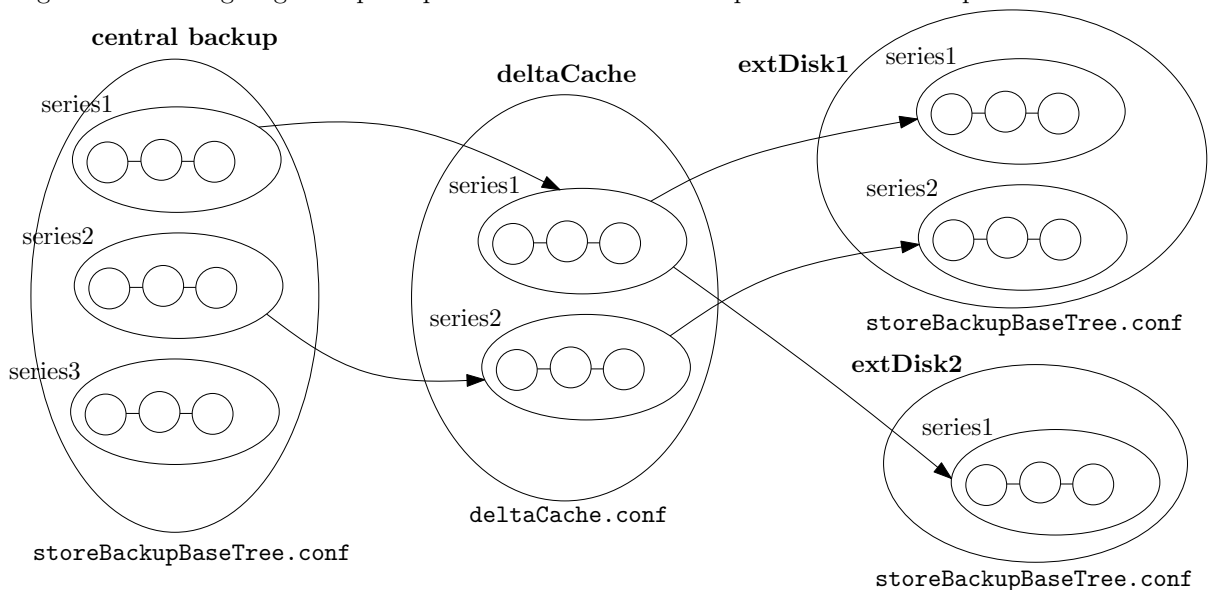 central backup
series1
series2
series3
storeBackupBaseTree.conf
deltaCache
series1
series2
deltaCache.conf
extDisk1
series1
series2
storeBackupBaseTree.conf
extDisk2
series1
storeBackupBaseTree.conf